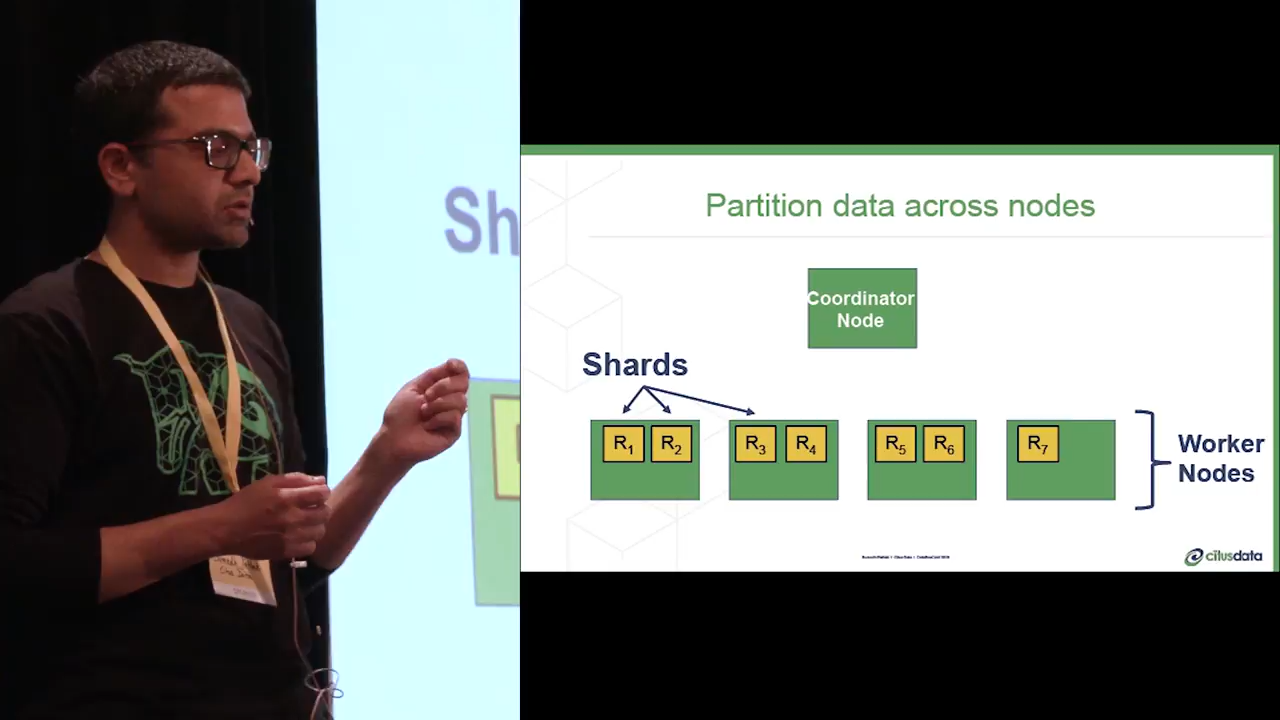 Sh
Partition data across nodes
Coordinator
Node
Shards
R1
R2
R3
R4
R5
R6
R7
Worker
Nodes
citusdata